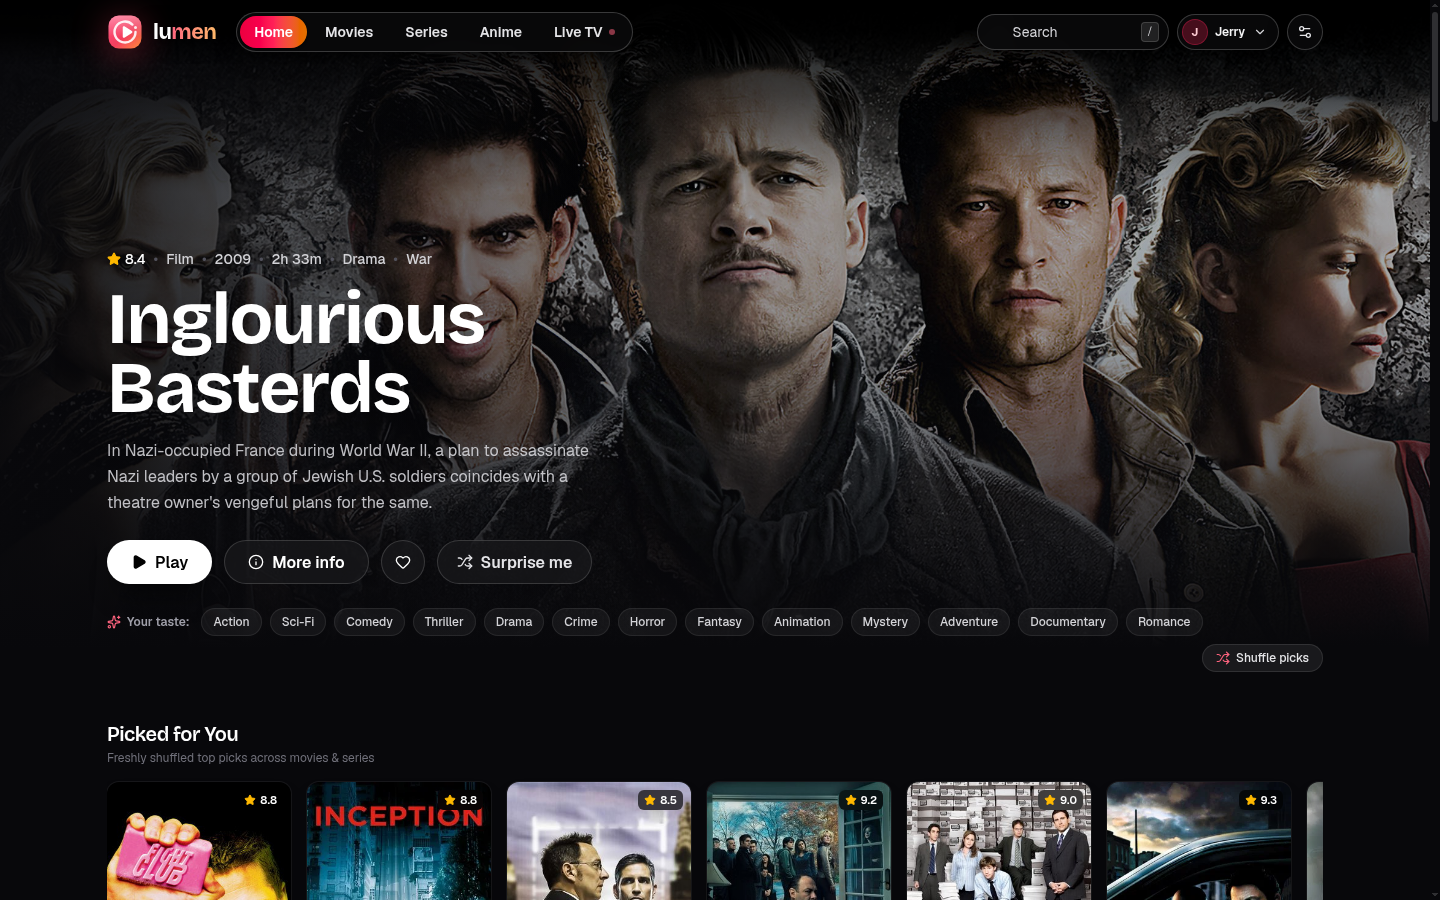 lumen
Home
Movies
Series
Anime
Live TV
Search
/
J
Jerry
8.4 • Film • 2009 • 2h 33m • Drama • War
Inglourious
Basterds
In Nazi-occupied France during World War II, a plan to assassinate
Nazi leaders by a group of Jewish U.S. soldiers coincides with a
theatre owner's vengeful plans for the same.
Play
More info
Surprise me
Your taste:
Action
Sci-Fi
Comedy
Thriller
Drama
Crime
Horror
Fantasy
Animation
Mystery
Adventure
Documentary
Romance
Shuffle picks
Picked for You
Freshly shuffled top picks across movies & series
8.8
FIGHT
CLUB
8.8
INCEPTION
8.5
9.2
9.0
9.3